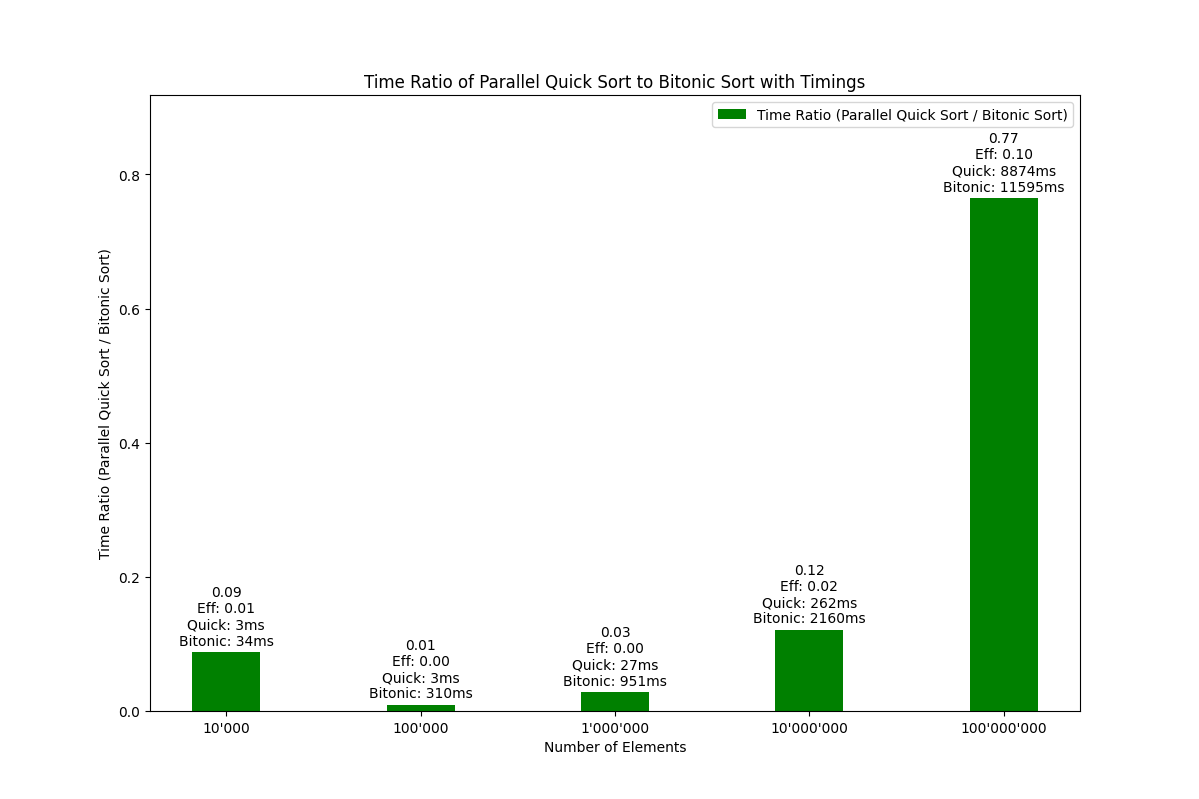 Time Ratio of Parallel Quick Sort to Bitonic Sort with Timings
Time Ratio (Parallel Quick Sort / Bitonic Sort)
Time Ratio (Parallel Quick Sort / Bitonic Sort)
0.8
0.6
0.4
0.2
0.0
0.09
Eff: 0.01
Quick: 3ms
Bitonic: 34ms
0.01
Eff: 0.00
Quick: 3ms
Bitonic: 310ms
0.03
Eff: 0.00
Quick: 27ms
Bitonic: 951ms
0.12
Eff: 0.02
Quick: 262ms
Bitonic: 2160ms
0.77
Eff: 0.10
Quick: 8874ms
Bitonic: 11595ms
10'000
100'000
1'0000'000
10'000'000
100'000'000
Number of Elements